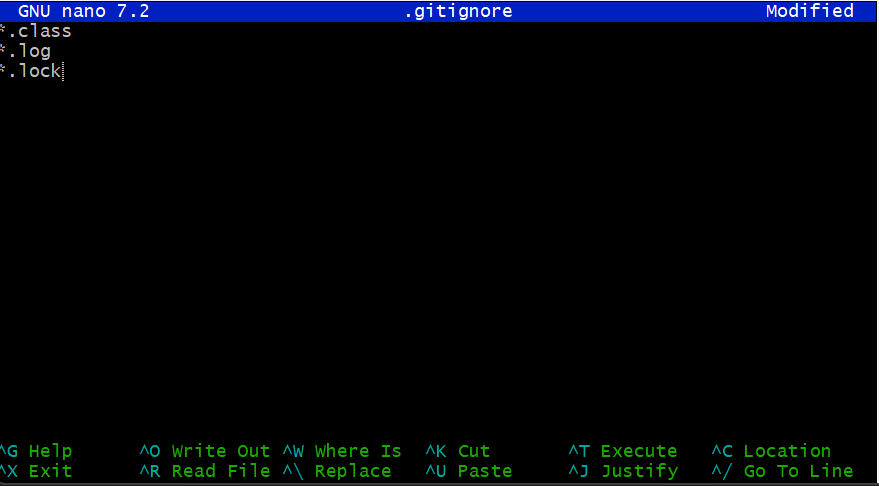 GNU nano 7.2 .gitignore Modified
*.class
*.log
*.lock
^G Help ^O Write Out ^W Where Is ^K Cut ^T Execute ^C Location
^X Exit ^R Read File ^\ Replace ^U Paste ^J Justify ^/ Go To Line